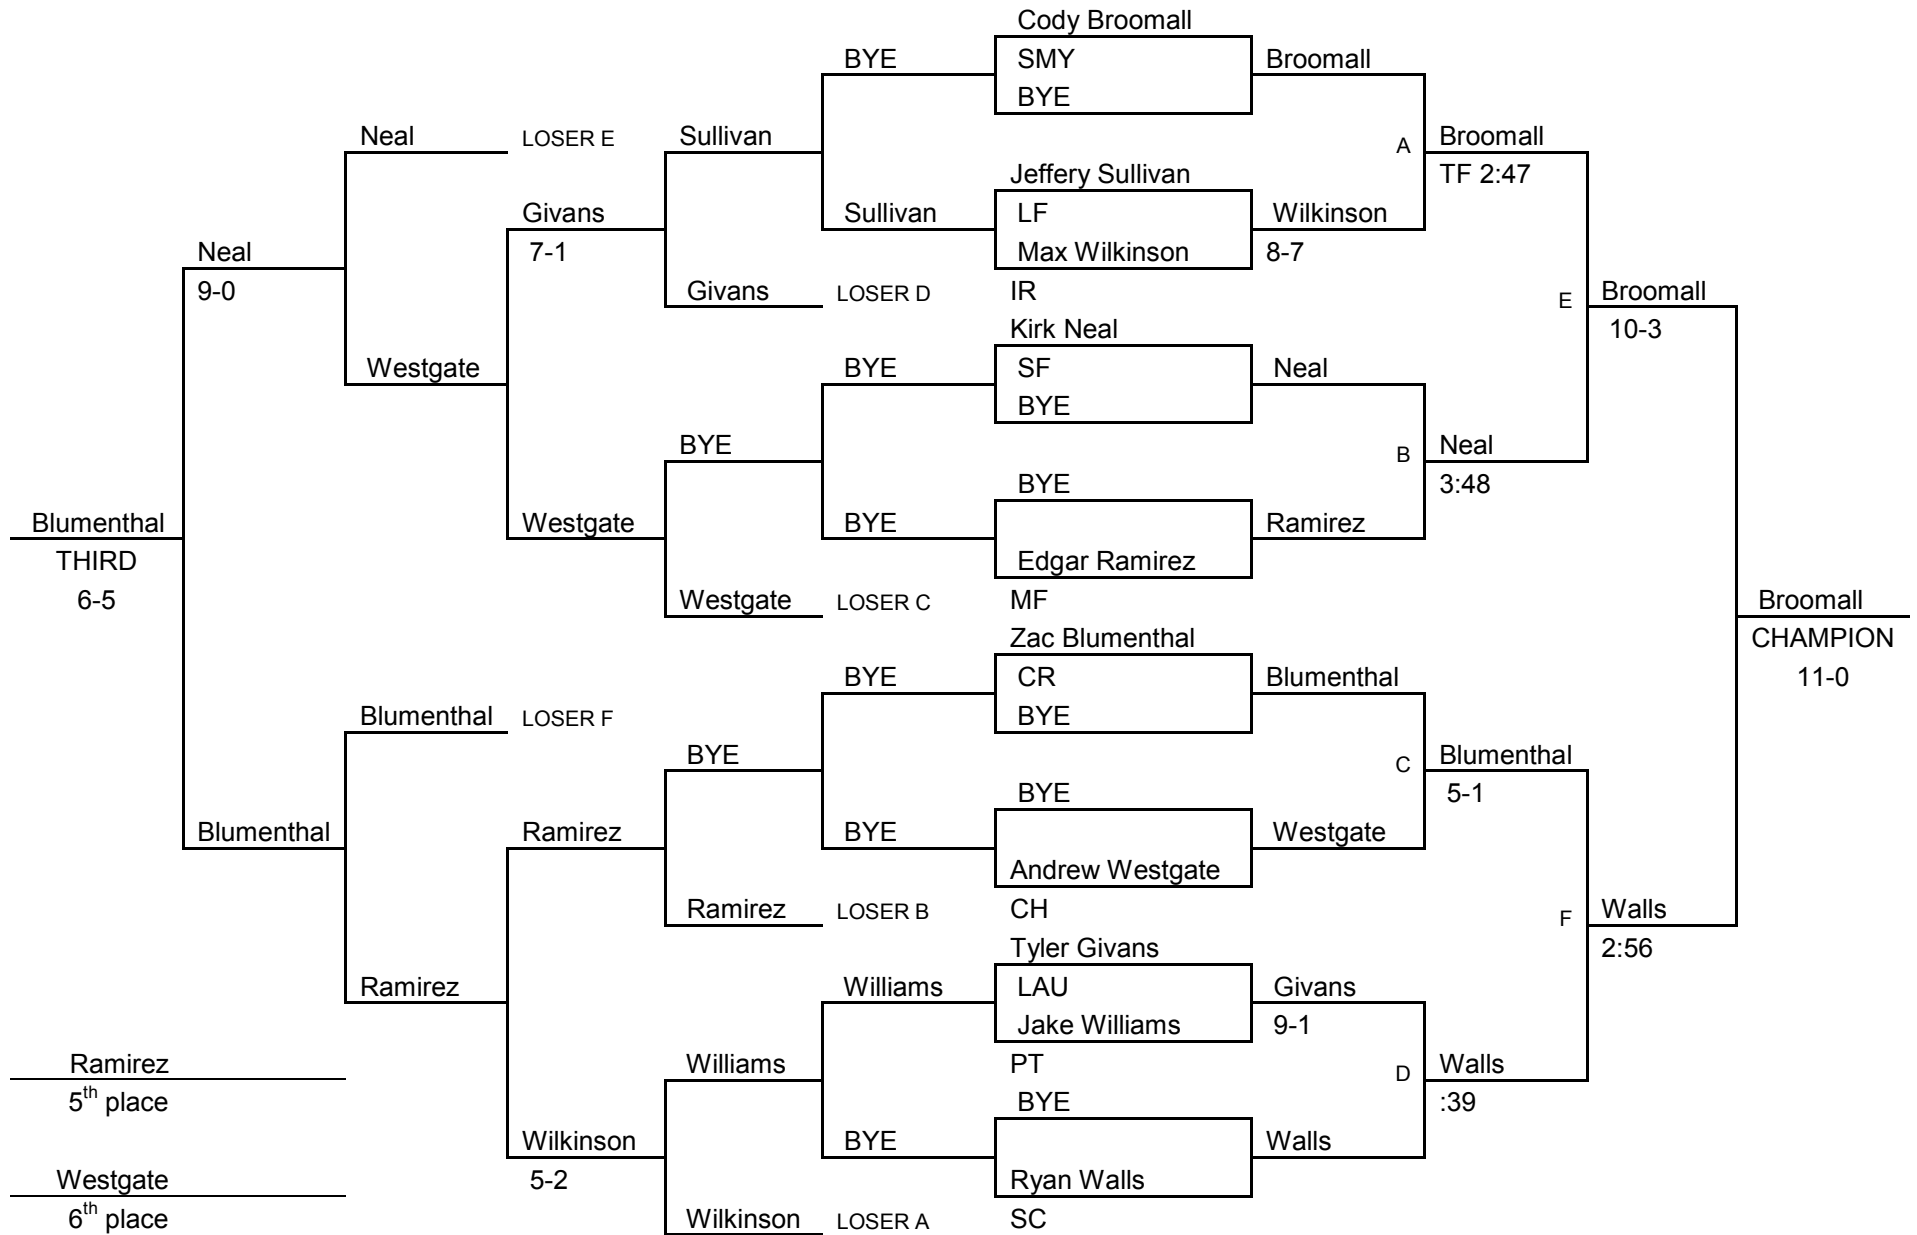 Cody Broomall
BYE SMY Broomall
BYE
Neal LOSER E Sullivan A Broomall
Jeffery Sullivan TF 2:47
Givans Sullivan LF Wilkinson
Neal 7-1 Max Wilkinson 8-7
9-0 Givans LOSER D IR E Broomall
Kirk Neal 10-3
Westgate BYE SF Neal
BYE
BYE B Neal
BYE 3:48
Blumenthal Westgate BYE Ramirez
THIRD Edgar Ramirez
6-5 Westgate LOSER C MF Broomall
Zac Blumenthal CHAMPION
BYE CR Blumenthal 11-0
Blumenthal LOSER F BYE
BYE C Blumenthal
BYE 5-1
Blumenthal Ramirez BYE Westgate
Andrew Westgate
Ramirez LOSER B CH F Walls
Tyler Givans 2:56
Ramirez Williams LAU Givans
Jake Williams 9-1
Ramirez Williams PT D Walls
5th place BYE :39
Wilkinson BYE Walls
Westgate 5-2 Ryan Walls
6th place Wilkinson LOSER A SC